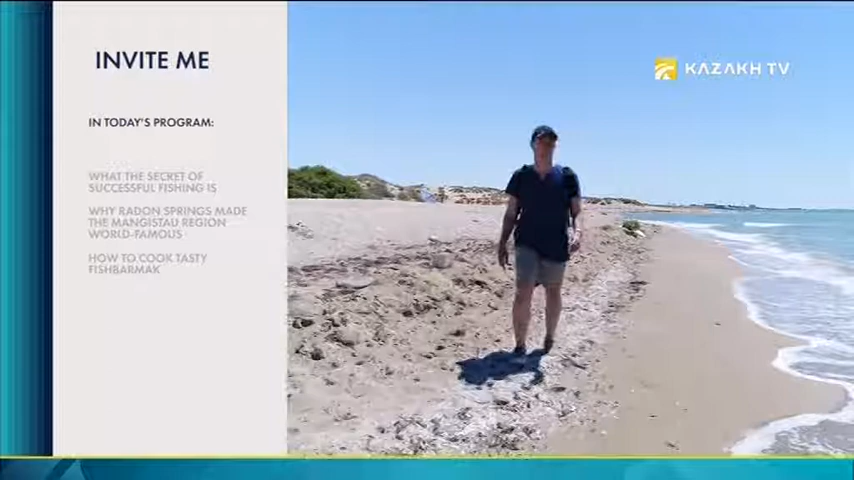 INVITE ME
KAZAKH TV
IN TODAY'S PROGRAM:
WHAT THE SECRET OF
SUCCESSFUL FISHING IS
WHY RADON SPRINGS MADE
THE MANGISTAU REGION
WORLD-FAMOUS
HOW TO COOK TASTY
FISHBARMAK